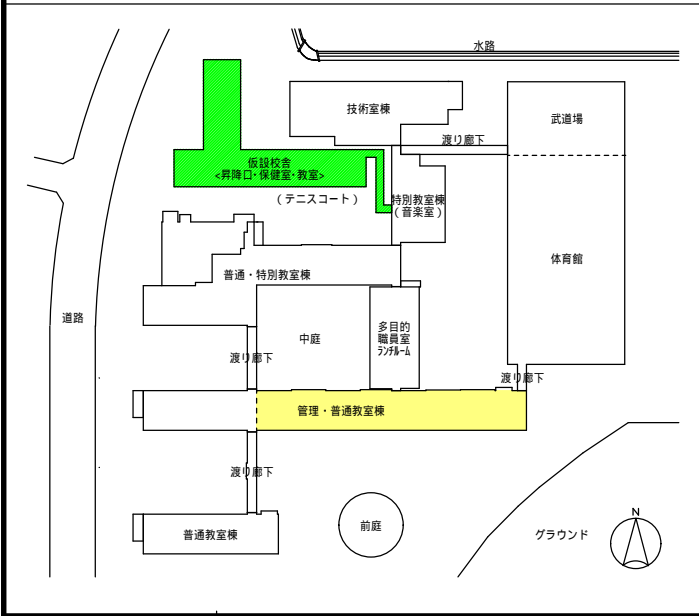 水路
技術室棟
武道場
渡り廊下
仮設校舎
<昇降口・保健室・教室>
(テニスコート)
特別教室棟
(音楽室)
体育館
普通・特別教室棟
道路
中庭
多目的
職員室
ランチルーム
渡り廊下
渡り廊下
管理・普通教室棟
渡り廊下
普通教室棟
前庭
グラウンド
N